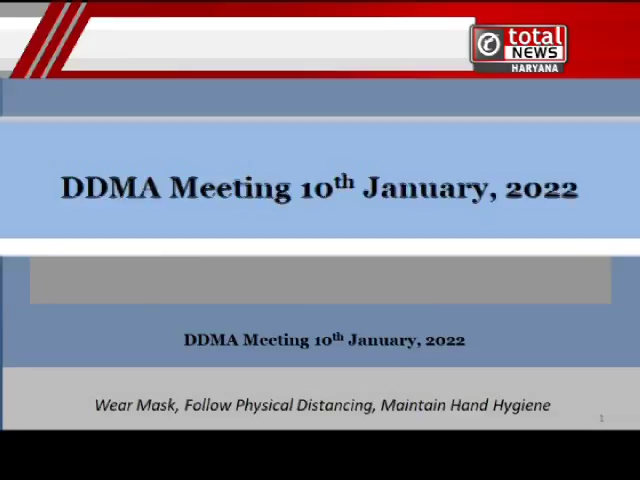 total
NEWS
HARYANA
DDMA Meeting 10th January, 2022
DDMA Meeting 10th January, 2022
Wear Mask, Follow Physical Distancing, Maintain Hand Hygiene
1